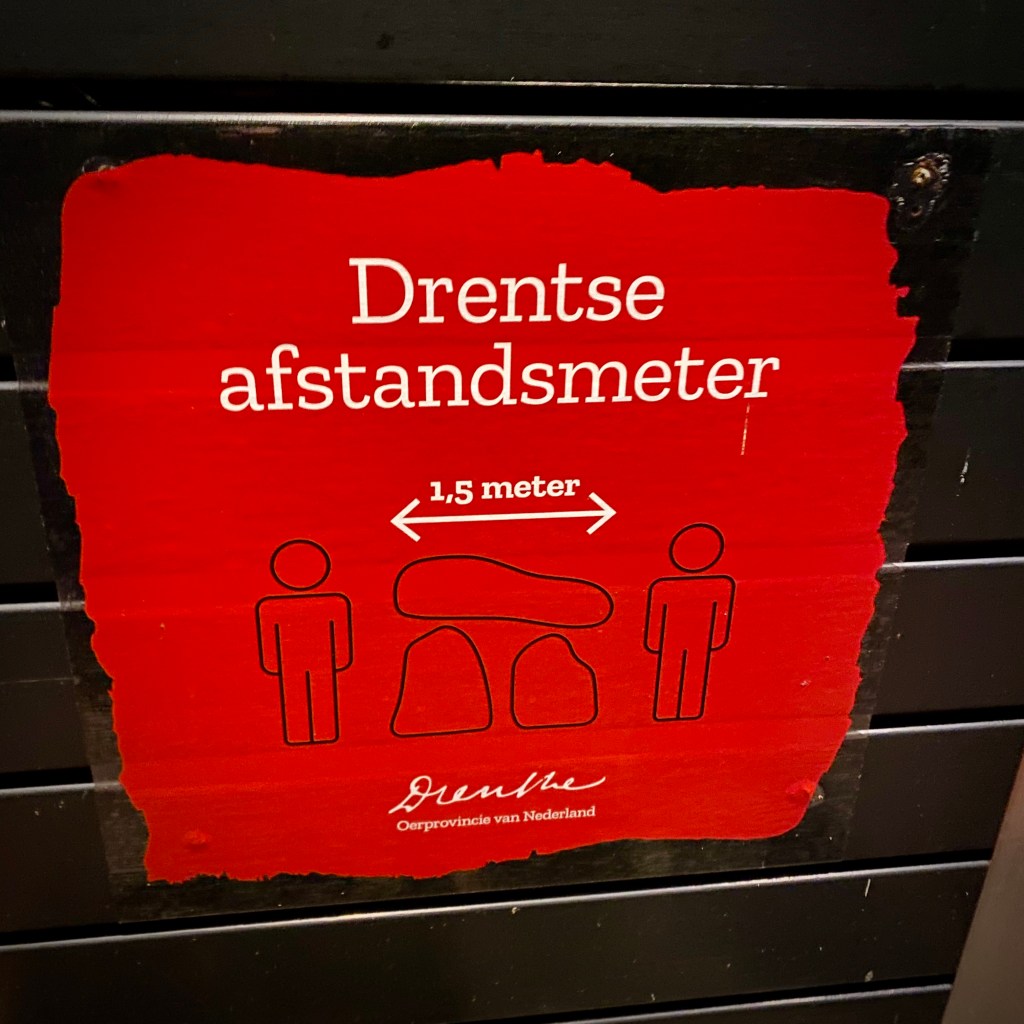 Drentse
afstandsmeter
1,5 meter
Drenthe
Oerprovincie van Nederland